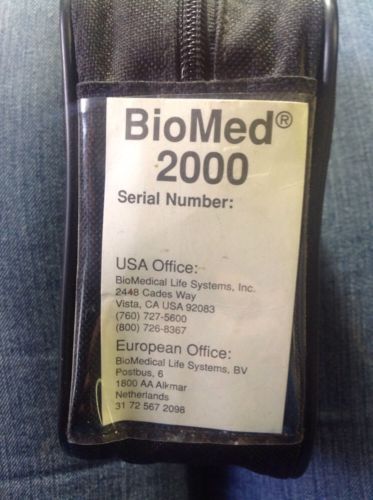 BioMed®
2000
Serial Number:
USA Office:
BioMedical Life Systems, Inc.
2448 Cades Way
Vista, CA USA 92083
(760) 727-5600
(800) 726-8367
European Office:
BioMedical Life Systems, BV
Postbus, 6
1800 AA Alkmar
Netherlands
31 72 567 2098